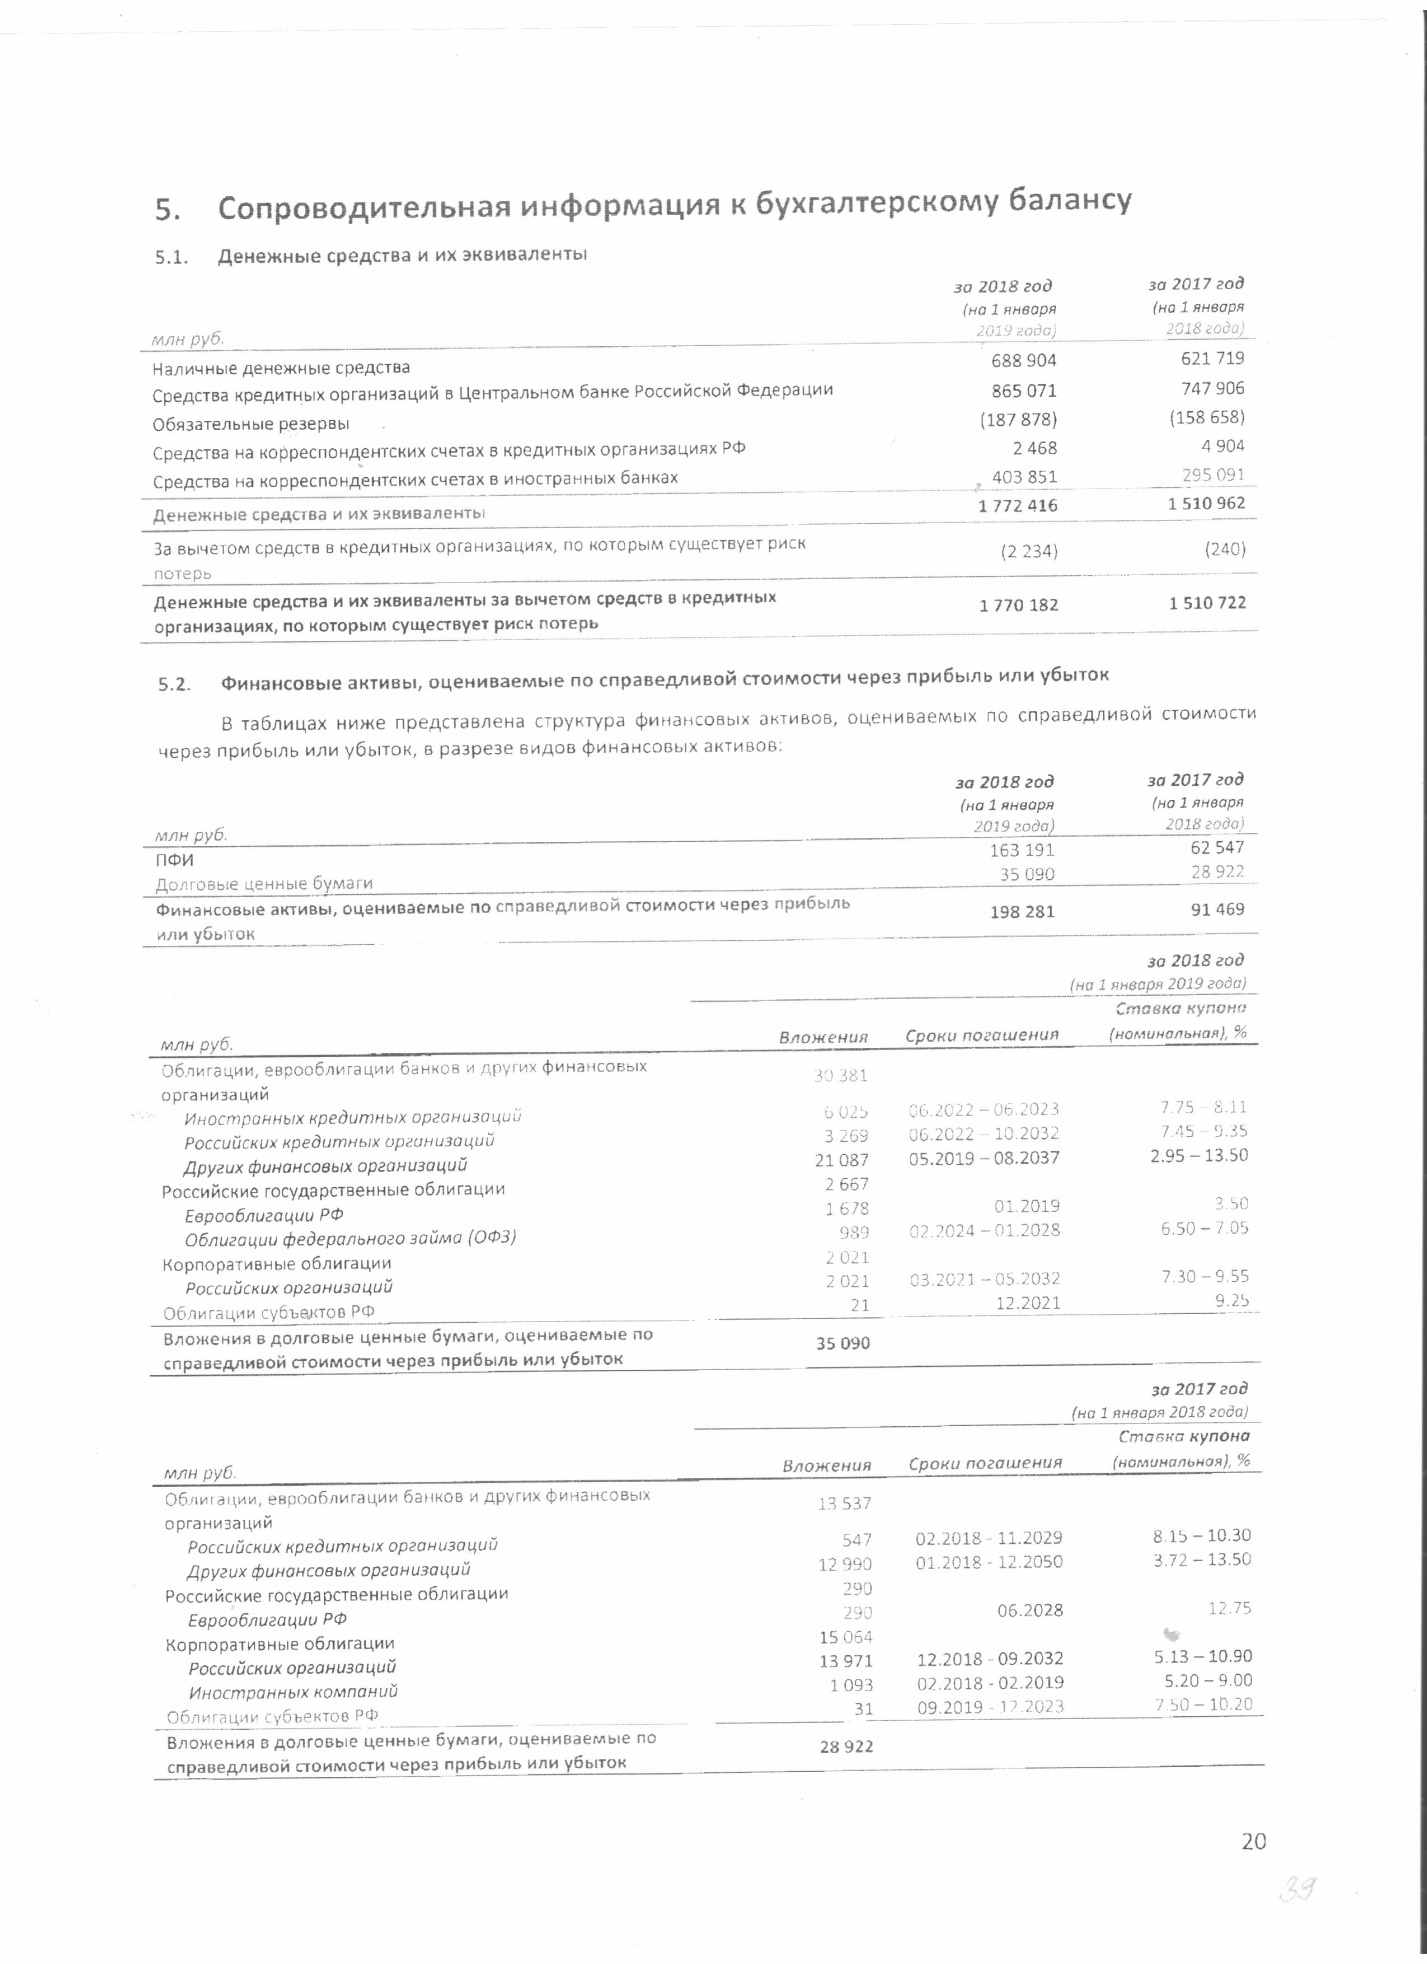 5. Сопроводительная информация к бухгалтерскому балансу
5.1. Денежные средства и их эквиваленты
за 2018 год за 2017 год
(на 1 января (на 1 января
млн руб. 2019 года) 2018 года)
Наличные денежные средства 688 904 621 719
Средства кредитных организаций в Центральном банке Российской Федерации 865 071 747 906
Обязательные резервы (187 878) (158 658)
Средства на корреспондентских счетах в кредитных организациях РФ 2 468 4 904
Средства на корреспондентских счетах в иностранных банках 403 851 295 091
Денежные средства и их эквиваленты 1 772 416 1 510 962
За вычетом средств в кредитных организациях, по которым существует риск (2 234) (240)
потерь
Денежные средства и их эквиваленты за вычетом средств в кредитных 1 770 182 1 510 722
организациях, по которым существует риск потерь
5.2. Финансовые активы, оцениваемые по справедливой стоимости через прибыль или убыток
В таблицах ниже представлена структура финансовых активов, оцениваемых по справедливой стоимости
через прибыль или убыток, в разрезе видов финансовых активов:
за 2018 год за 2017 год
(на 1 января (на 1 января
млн руб. 2019 года) 2018 года)
ПФИ 163 191 62 547
Долговые ценные бумаги 35 090 28 922
Финансовые активы, оцениваемые по справедливой стоимости через прибыль 198 281 91 469
или убыток
за 2018 год
(на 1 января 2019 года)
Ставка купона
млн руб. Вложения Сроки погашения (номинальная), %
Облигации, еврооблигации банков и других финансовых 30 381
организаций
Иностранных кредитных организаций 6 025 06.2022 – 06.2023 7.75 – 8.11
Российских кредитных организаций 3 269 06.2022 – 10.2032 7.45 – 9.35
Других финансовых организаций 21 087 05.2019 – 08.2037 2.95 – 13.50
Российские государственные облигации 2 667
Еврооблигации РФ 1 678 01.2019 3.50
Облигации федерального займа (ОФЗ) 989 02.2024 – 01.2028 6.50 – 7.05
Корпоративные облигации 2 021
Российских организаций 2 021 03.2021 – 05.2032 7.30 – 9.55
Облигации субъектов РФ 21 12.2021 9.25
Вложения в долговые ценные бумаги, оцениваемые по 35 090
справедливой стоимости через прибыль или убыток
за 2017 год
(на 1 января 2018 года)
Ставка купона
млн руб. Вложения Сроки погашения (номинальная), %
Облигации, еврооблигации банков и других финансовых 13 537
организаций
Российских кредитных организаций 547 02.2018 - 11.2029 8.15 – 10.30
Других финансовых организаций 12 990 01.2018 - 12.2050 3.72 – 13.50
Российские государственные облигации 290
Еврооблигации РФ 290 06.2028 12.75
Корпоративные облигации 15 064
Российских организаций 13 971 12.2018 - 09.2032 5.13 – 10.90
Иностранных компаний 1 093 02.2018 - 02.2019 5.20 – 9.00
Облигации субъектов РФ 31 09.2019 - 12.2023 7.50 – 10.20
Вложения в долговые ценные бумаги, оцениваемые по 28 922
справедливой стоимости через прибыль или убыток
20
39